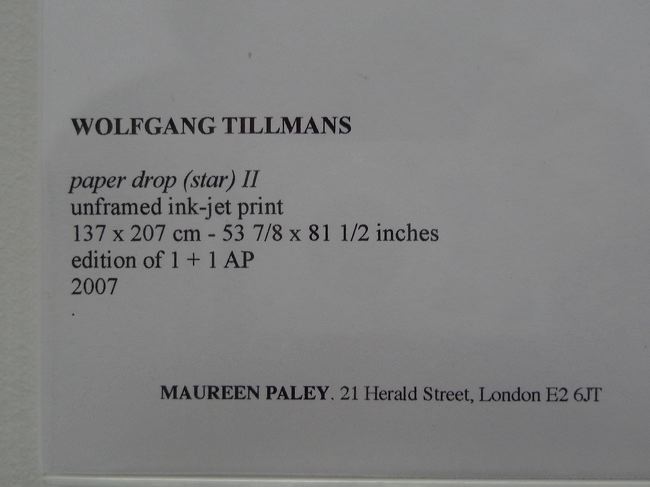 WOLFGANG TILLMANS
paper drop (star) II
unframed ink-jet print
137 x 207 cm - 53 7/8 x 81 1/2 inches
edition of 1 + 1 AP
2007
.
MAUREEN PALEY. 21 Herald Street, London E2 6JT